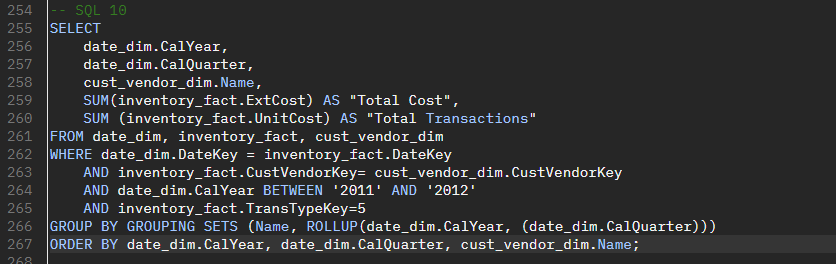 254 -- SQL 10
255 SELECT
256 date_dim.CalYear,
257 date_dim.CalQuarter,
258 cust_vendor_dim.Name,
259 SUM(inventory_fact.ExtCost) AS "Total Cost",
260 SUM (inventory_fact.UnitCost) AS "Total Transactions"
261 FROM date_dim, inventory_fact, cust_vendor_dim
262 WHERE date_dim.DateKey = inventory_fact.DateKey
263 AND inventory_fact.CustVendorKey= cust_vendor_dim.CustVendorKey
264 AND date_dim.CalYear BETWEEN '2011' AND '2012'
265 AND inventory_fact.TransTypeKey=5
266 GROUP BY GROUPING SETS (Name, ROLLUP(date_dim.CalYear, (date_dim.CalQuarter)))
267 ORDER BY date_dim.CalYear, date_dim.CalQuarter, cust_vendor_dim.Name;
268